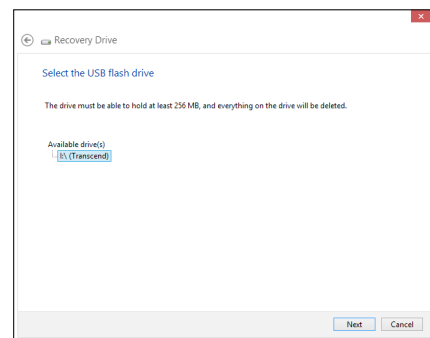 Recovery Drive
Select the USB flash drive
The drive must be able to hold at least 256 MB, and everything on the drive will be deleted.
Available drive(s)
I:\ (Transcend)
Next Cancel